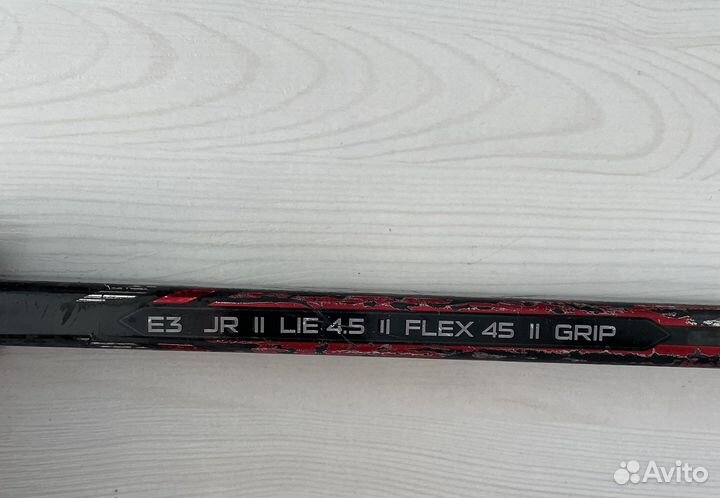 E3 JR II LIE 4.5 II FLEX 45 II GRIP
Avito